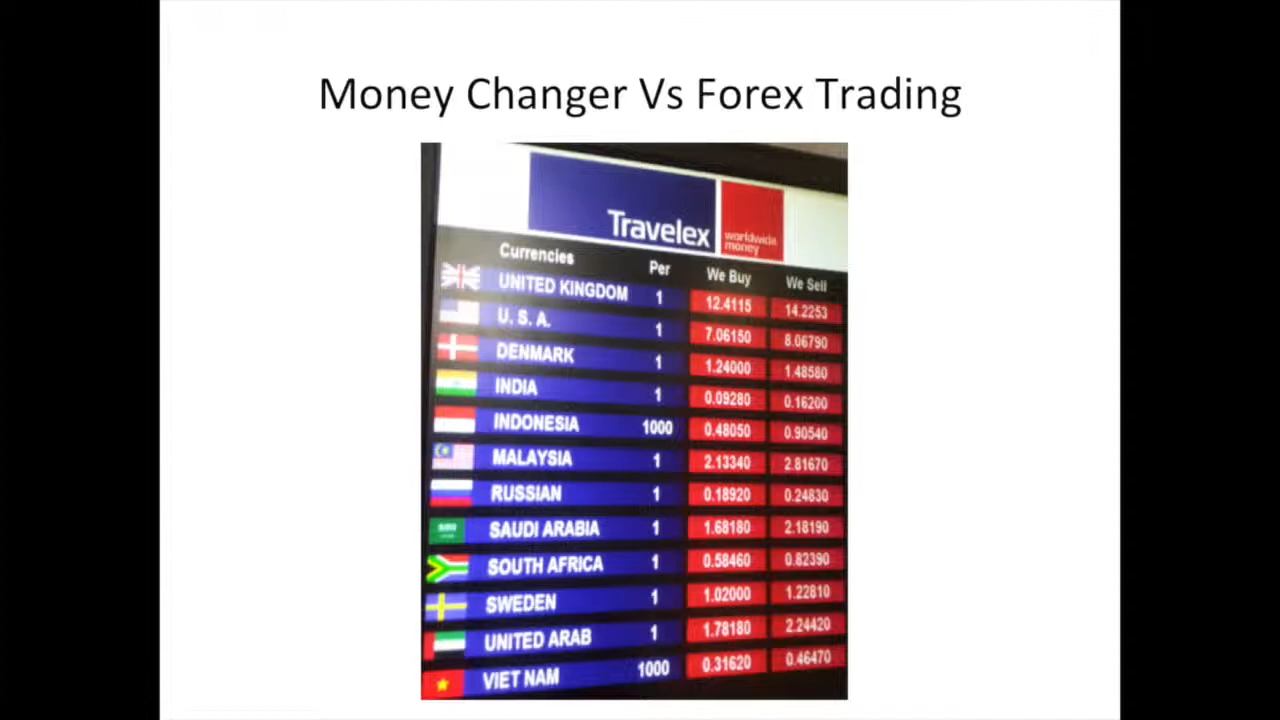 Money Changer Vs Forex Trading
Travelex
worldwide
money
Currencies Per We Buy We Sell
UNITED KINGDOM 1 12.4115 14.2253
U. S. A. 1 7.06150 8.06790
DENMARK 1 1.24000 1.48580
INDIA 1 0.09280 0.16200
INDONESIA 1000 0.48050 0.90540
MALAYSIA 1 2.13340 2.81670
RUSSIAN 1 0.18920 0.24830
SAUDI ARABIA 1 1.68180 2.18190
SOUTH AFRICA 1 0.58460 0.82390
SWEDEN 1 1.02000 1.22810
UNITED ARAB 1 1.78180 2.24420
VIET NAM 1000 0.31620 0.46470